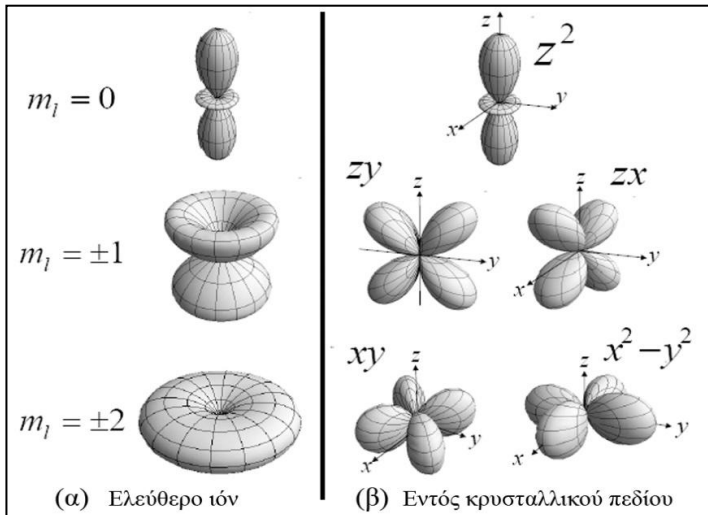 m_l = 0
z²
z
y
x
m_l = ±1
zy
z
y
zx
z
y
x
m_l = ±2
xy
z
y
x
x² − y²
z
y
x
(α) Ελεύθερο ιόν
(β) Εντός κρυσταλλικού πεδίου